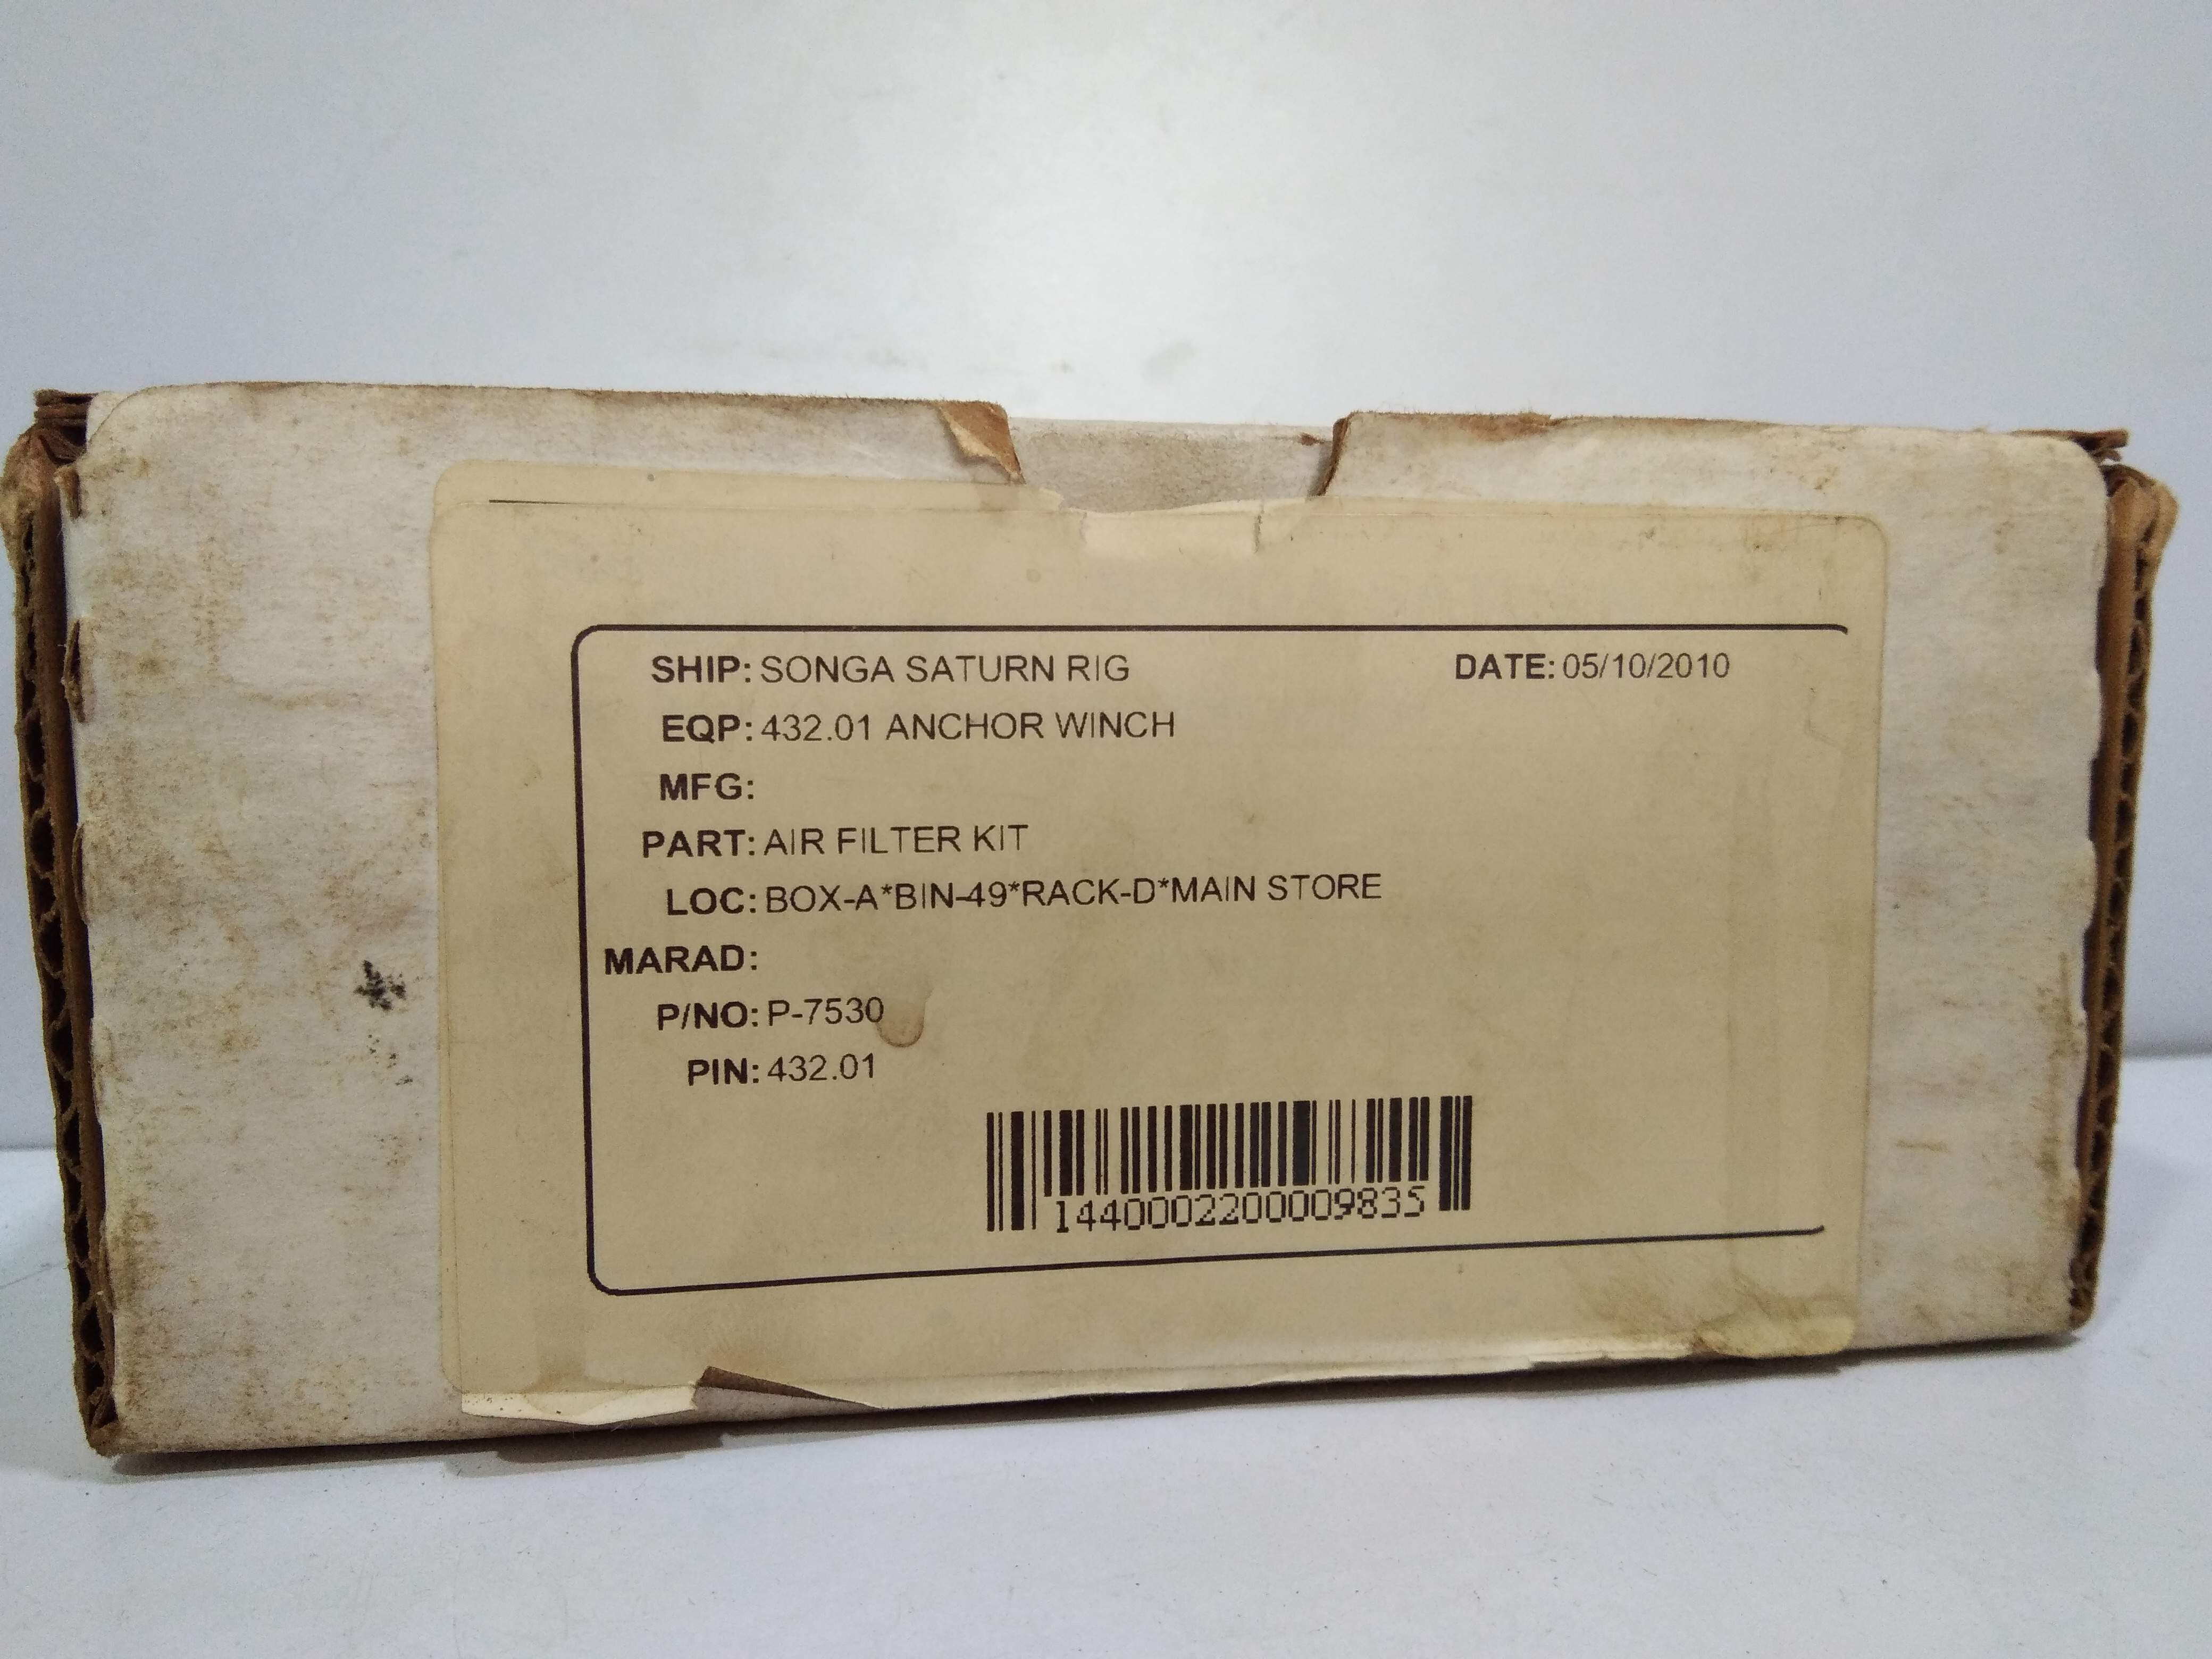 SHIP: SONGA SATURN RIG DATE: 05/10/2010
EQP: 432.01 ANCHOR WINCH
MFG:
PART: AIR FILTER KIT
LOC: BOX-A*BIN-49*RACK-D*MAIN STORE
MARAD:
P/NO: P-7530
PIN: 432.01
1440002200009835